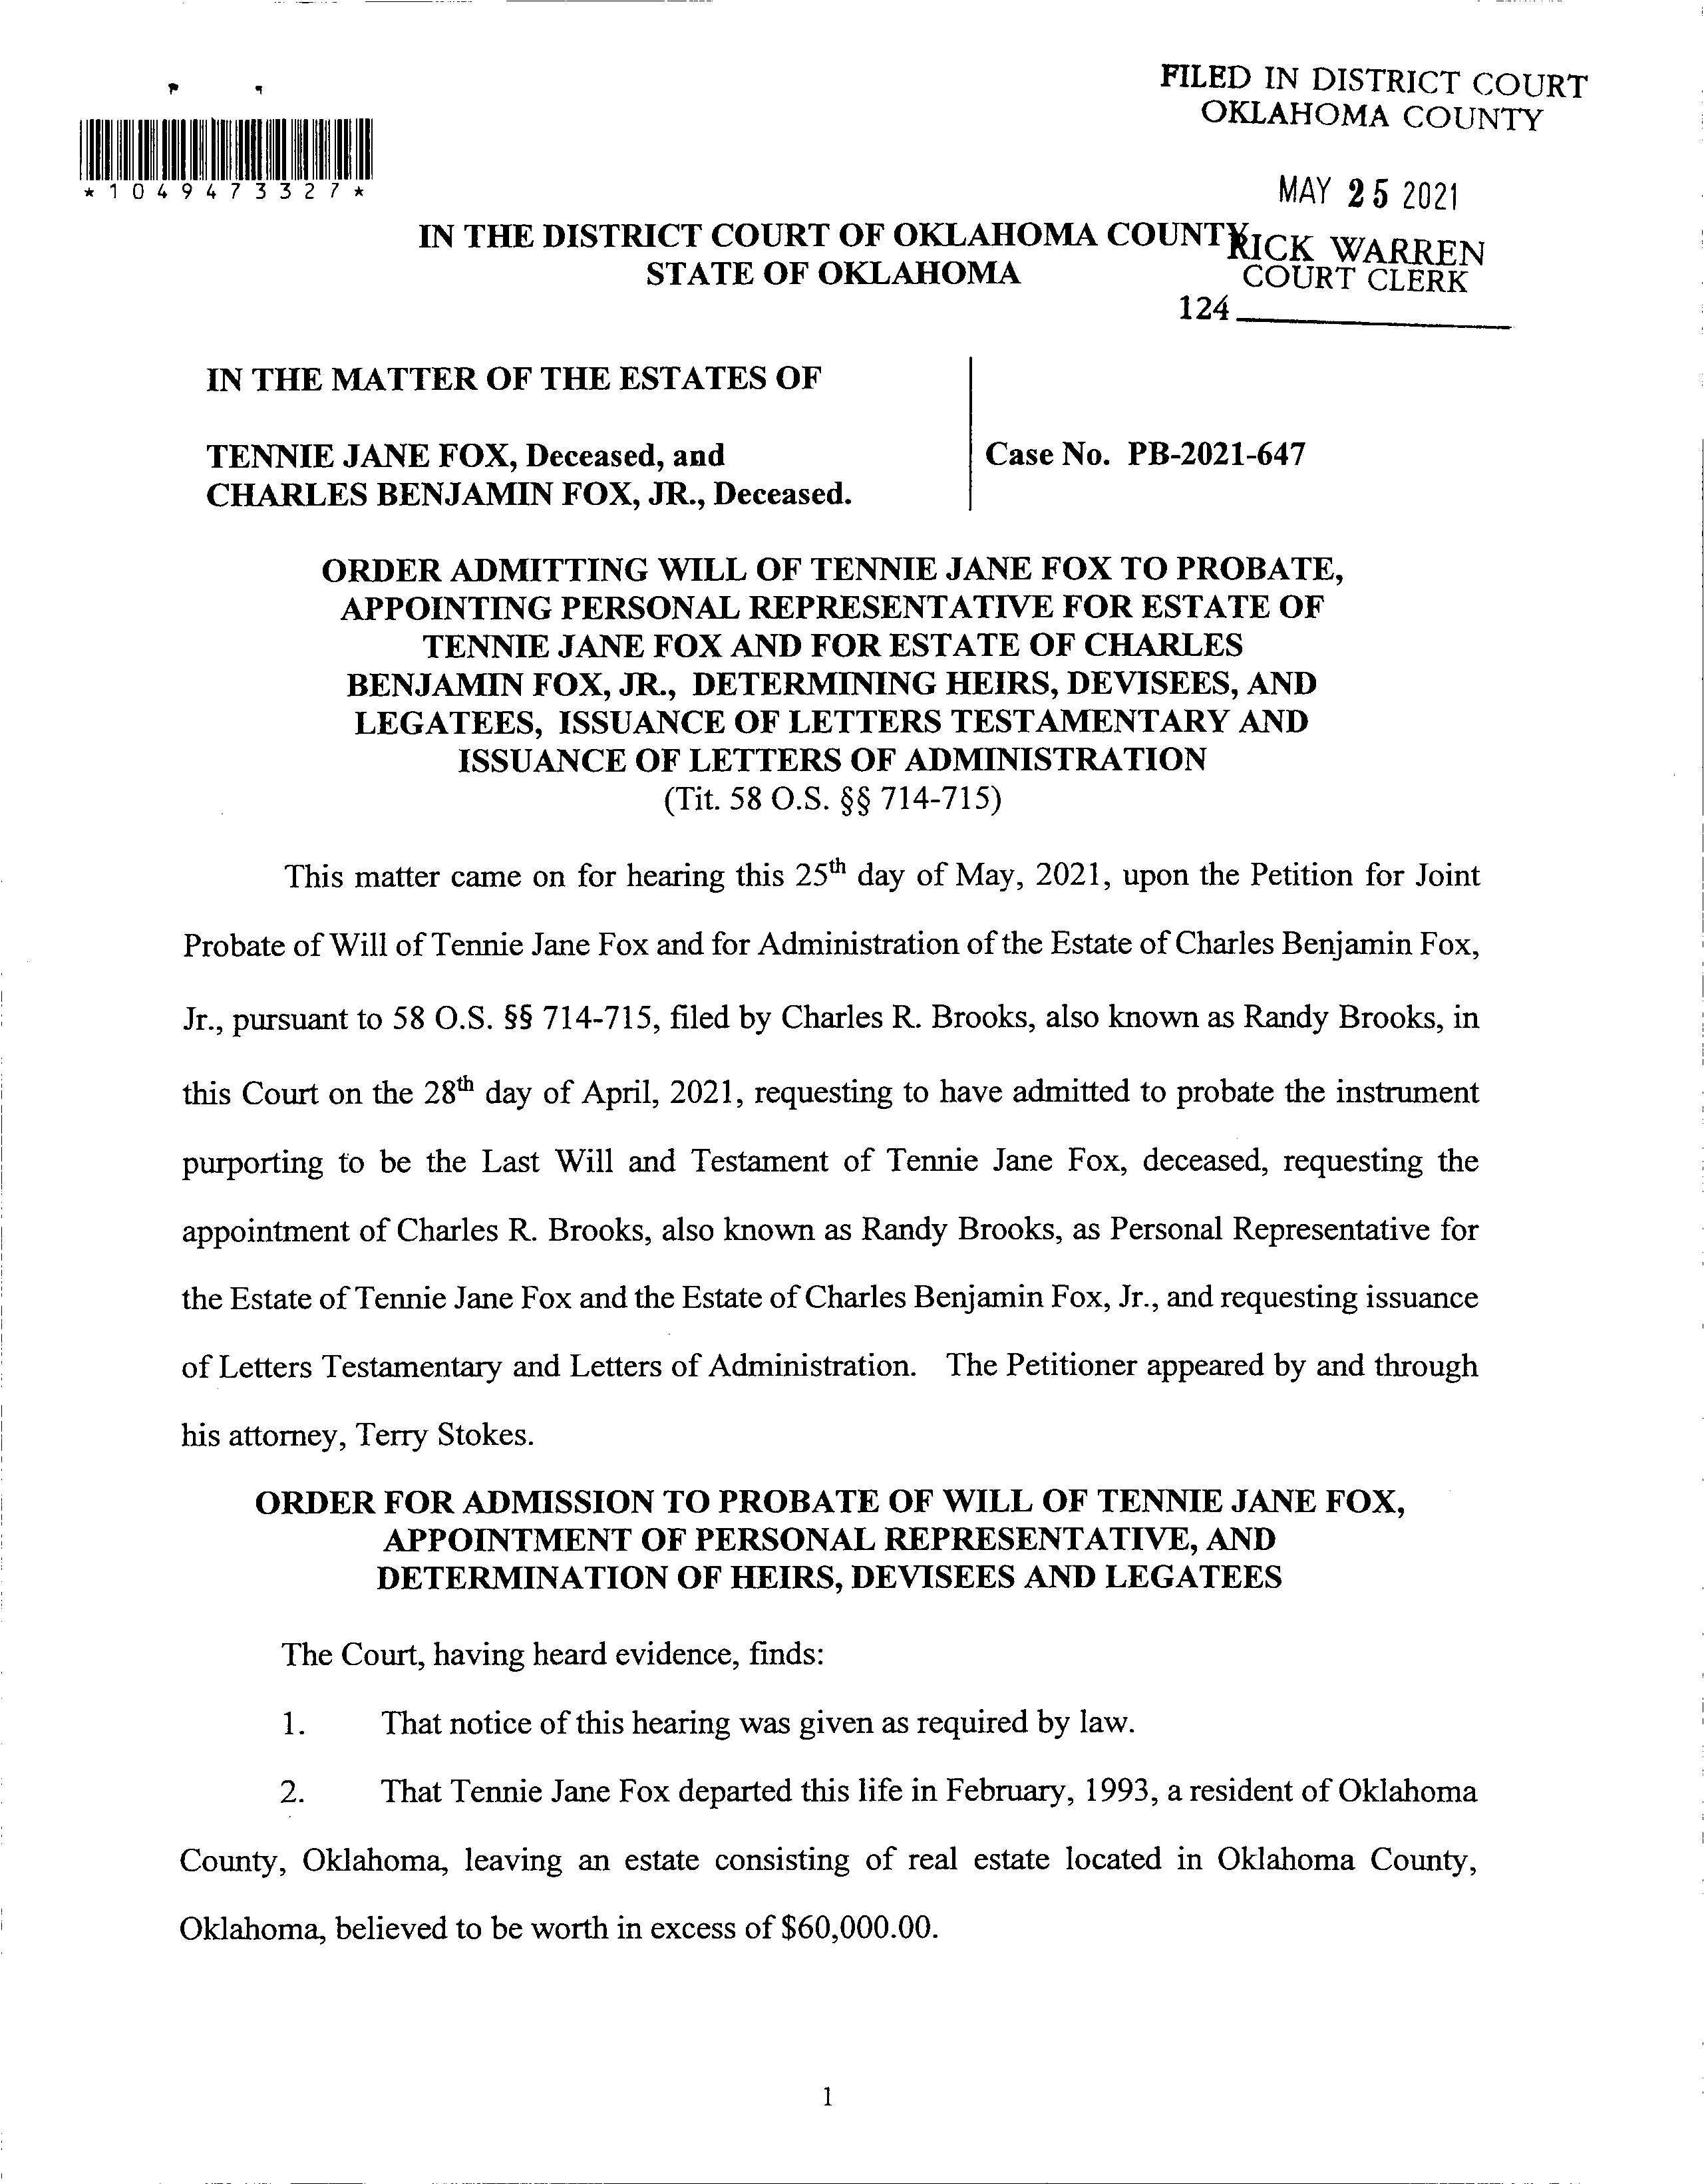 FILED IN DISTRICT COURT
OKLAHOMA COUNTY
*1049473327*
MAY 25 2021
IN THE DISTRICT COURT OF OKLAHOMA COUNTY
STATE OF OKLAHOMA
RICK WARREN
COURT CLERK
124
IN THE MATTER OF THE ESTATES OF
TENNIE JANE FOX, Deceased, and
CHARLES BENJAMIN FOX, JR., Deceased.
Case No. PB-2021-647
ORDER ADMITTING WILL OF TENNIE JANE FOX TO PROBATE,
APPOINTING PERSONAL REPRESENTATIVE FOR ESTATE OF
TENNIE JANE FOX AND FOR ESTATE OF CHARLES
BENJAMIN FOX, JR., DETERMINING HEIRS, DEVISEES, AND
LEGATEES, ISSUANCE OF LETTERS TESTAMENTARY AND
ISSUANCE OF LETTERS OF ADMINISTRATION
(Tit. 58 O.S. §§ 714-715)
This matter came on for hearing this 25th day of May, 2021, upon the Petition for Joint
Probate of Will of Tennie Jane Fox and for Administration of the Estate of Charles Benjamin Fox,
Jr., pursuant to 58 O.S. §§ 714-715, filed by Charles R. Brooks, also known as Randy Brooks, in
this Court on the 28th day of April, 2021, requesting to have admitted to probate the instrument
purporting to be the Last Will and Testament of Tennie Jane Fox, deceased, requesting the
appointment of Charles R. Brooks, also known as Randy Brooks, as Personal Representative for
the Estate of Tennie Jane Fox and the Estate of Charles Benjamin Fox, Jr., and requesting issuance
of Letters Testamentary and Letters of Administration. The Petitioner appeared by and through
his attorney, Terry Stokes.
ORDER FOR ADMISSION TO PROBATE OF WILL OF TENNIE JANE FOX,
APPOINTMENT OF PERSONAL REPRESENTATIVE, AND
DETERMINATION OF HEIRS, DEVISEES AND LEGATEES
The Court, having heard evidence, finds:
1. That notice of this hearing was given as required by law.
2. That Tennie Jane Fox departed this life in February, 1993, a resident of Oklahoma
County, Oklahoma, leaving an estate consisting of real estate located in Oklahoma County,
Oklahoma, believed to be worth in excess of $60,000.00.
1